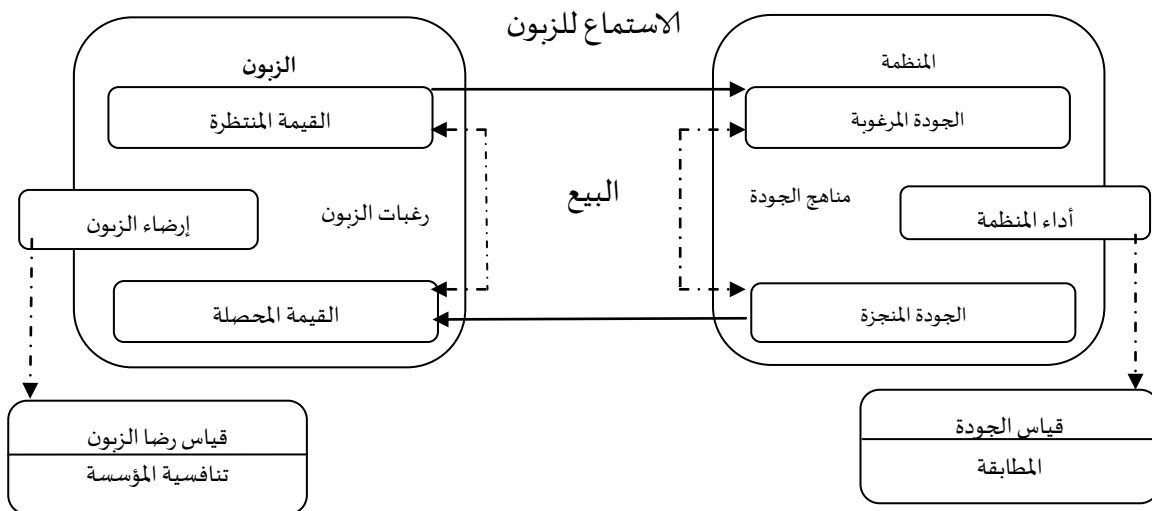 الاستماع للزبون
المنظمة
الزبون
الجودة المرغوبة
القيمة المنتظرة
البيع
مناهج الجودة
رغبات الزبون
أداء المنظمة
إرضاء الزبون
الجودة المنجزة
القيمة المحصلة
قياس الجودة
المطابقة
قياس رضا الزبون
تنافسية المؤسسة